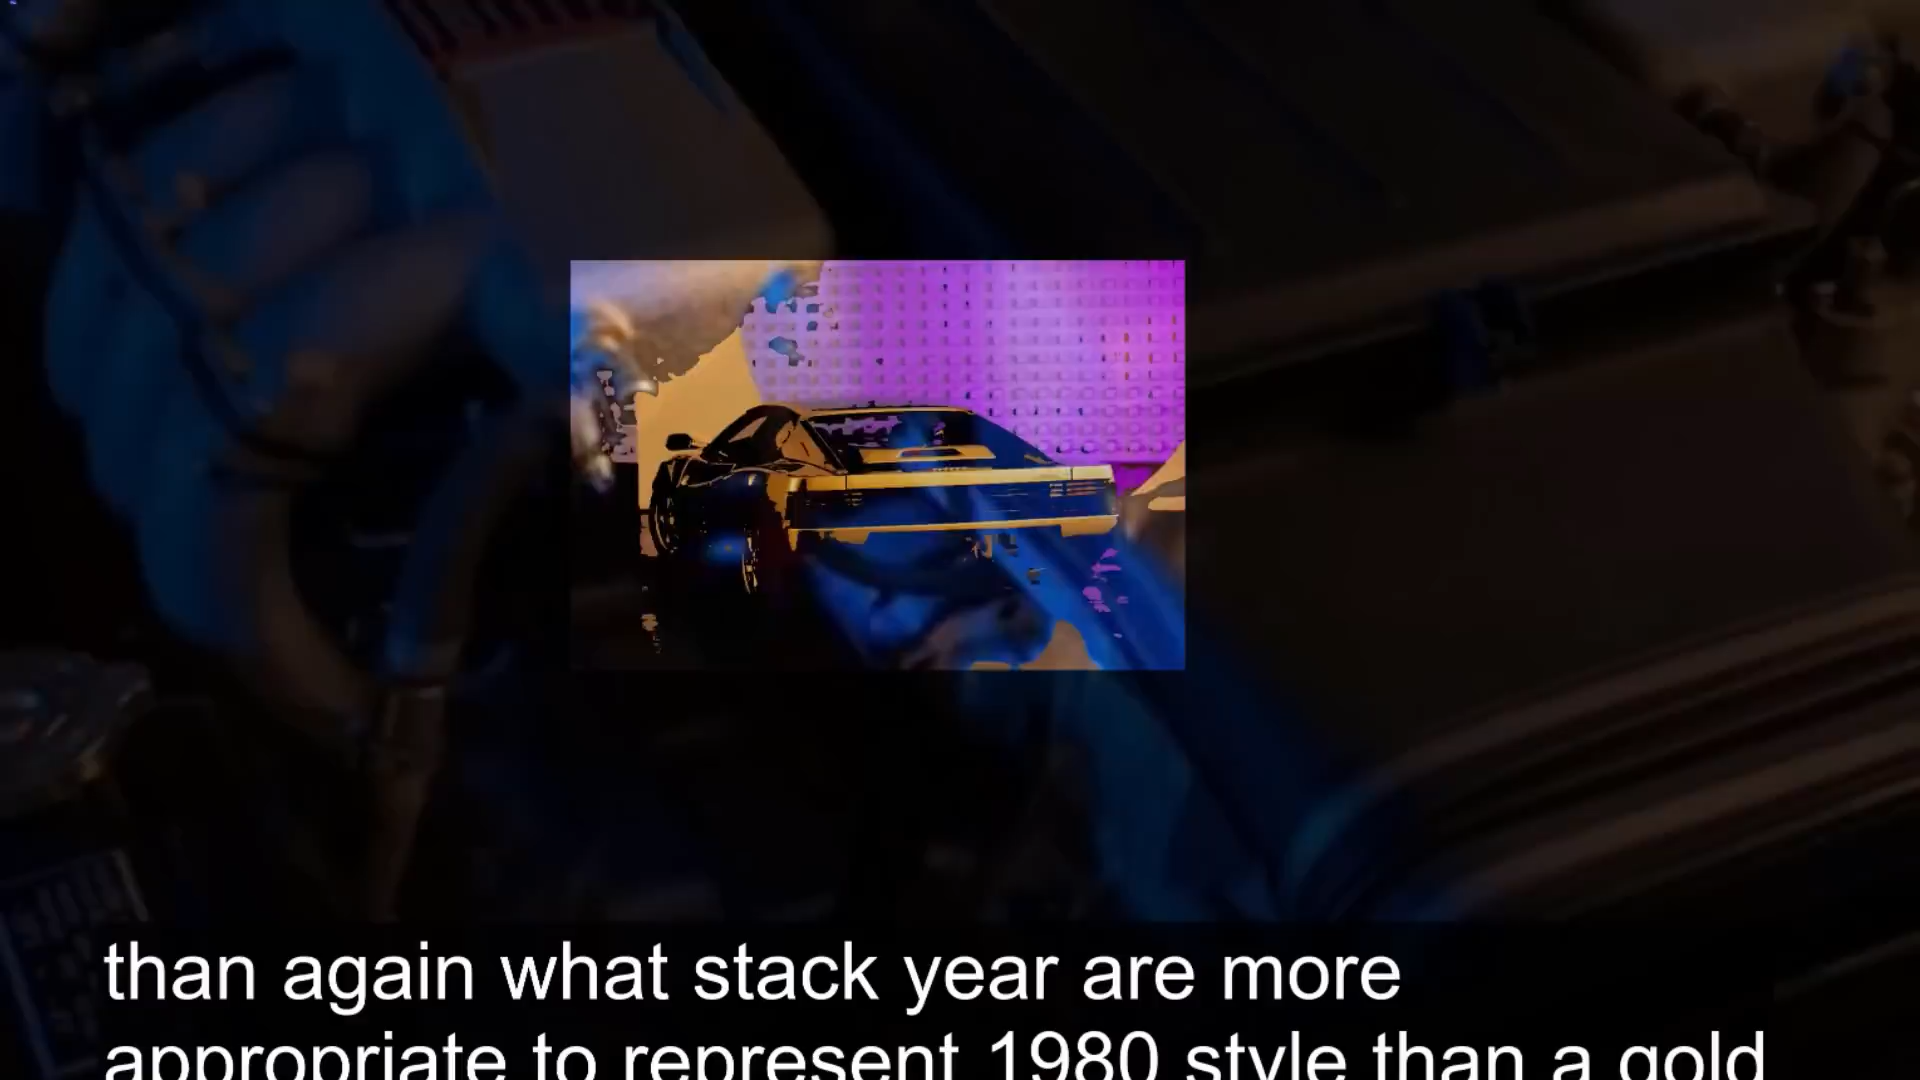 than again what stack year are more
appropriate to represent 1980 style than a gold